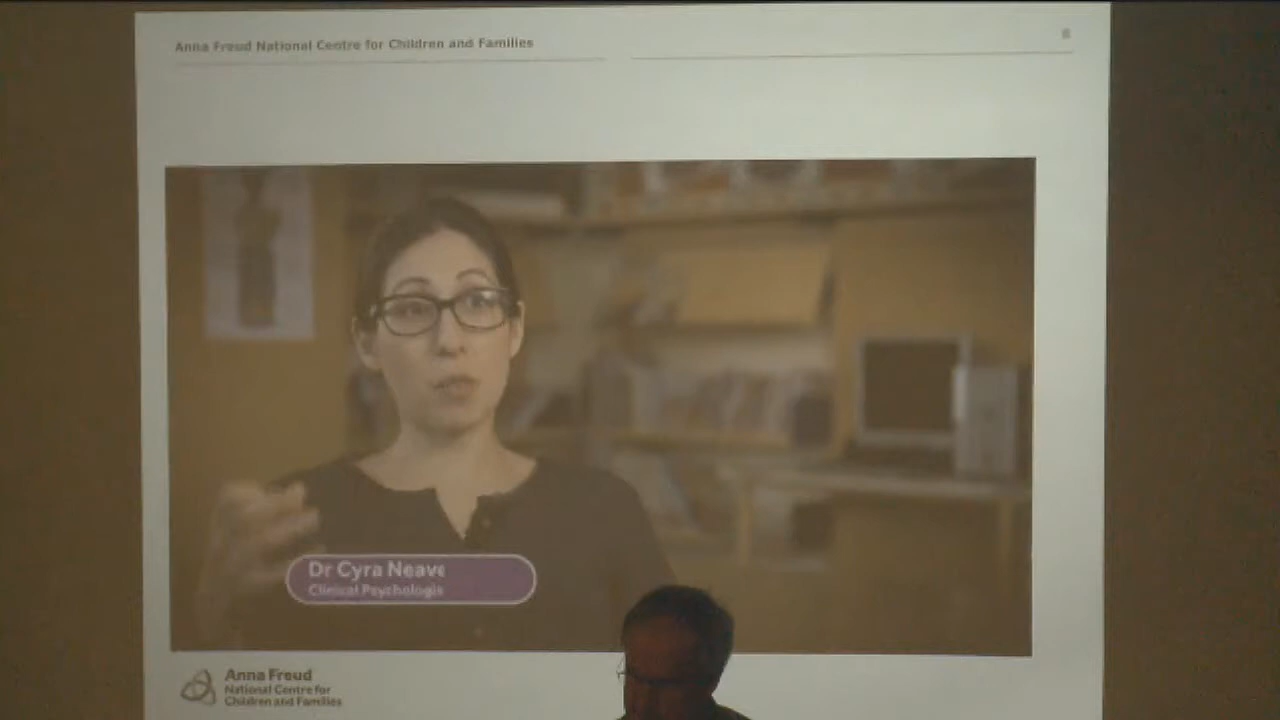 Anna Freud National Centre for Children and Families
8
Dr Cyra Neave
Clinical Psychologis
Anna Freud
National Centre for
Children and Families